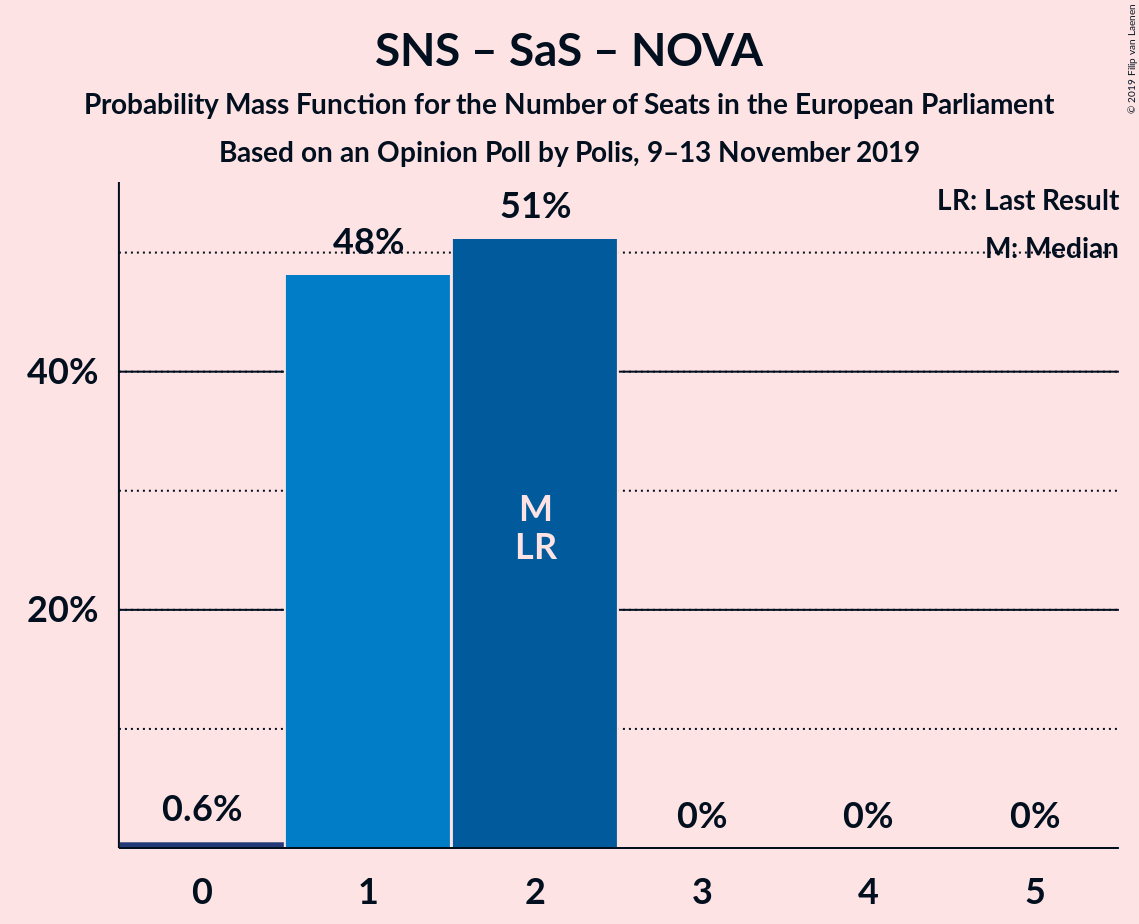 SNS – SaS – NOVA
Probability Mass Function for the Number of Seats in the European Parliament
Based on an Opinion Poll by Polis, 9–13 November 2019
© 2019 Filip van Laenen
LR: Last Result
M: Median
51%
48%
40%
20%
M
LR
0.6%
0%
0%
0%
0
1
2
3
4
5